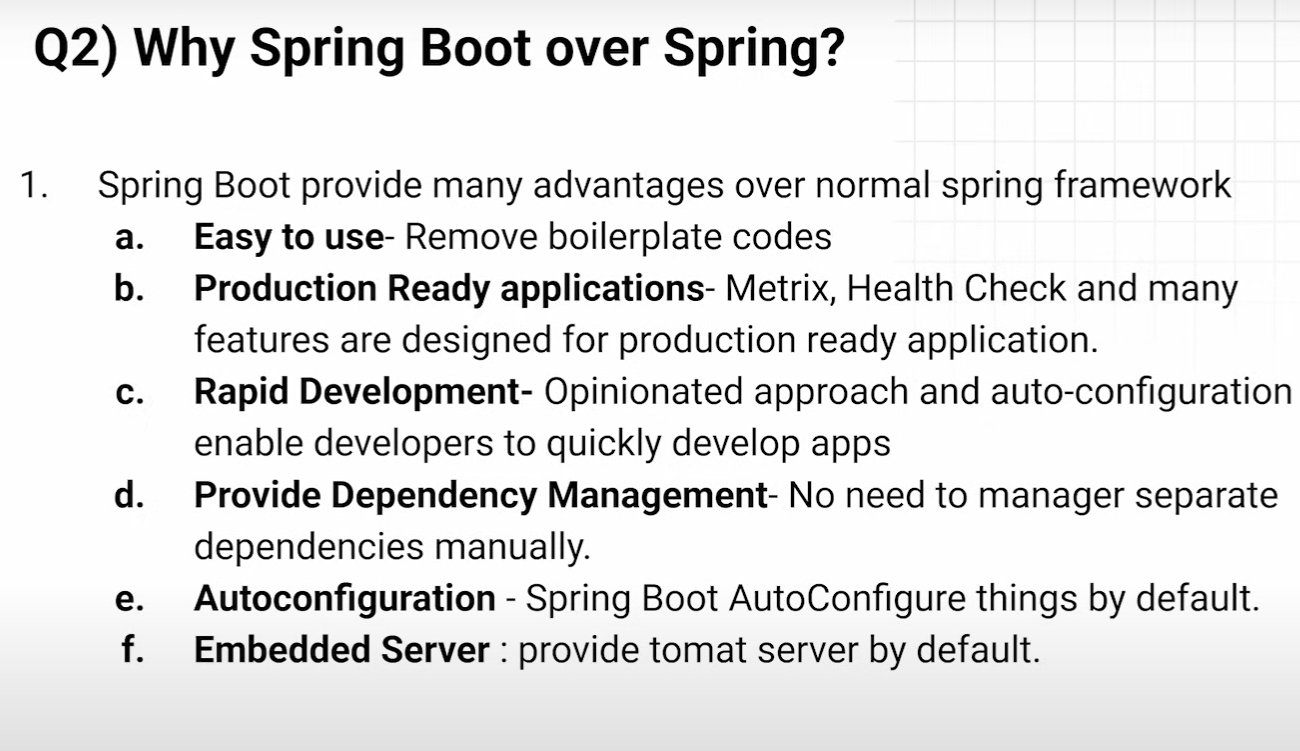 Q2) Why Spring Boot over Spring?
1. Spring Boot provide many advantages over normal spring framework
a. Easy to use- Remove boilerplate codes
b. Production Ready applications- Metrix, Health Check and many
features are designed for production ready application.
c. Rapid Development- Opinionated approach and auto-configuration
enable developers to quickly develop apps
d. Provide Dependency Management- No need to manager separate
dependencies manually.
e. Autoconfiguration - Spring Boot AutoConfigure things by default.
f. Embedded Server : provide tomat server by default.